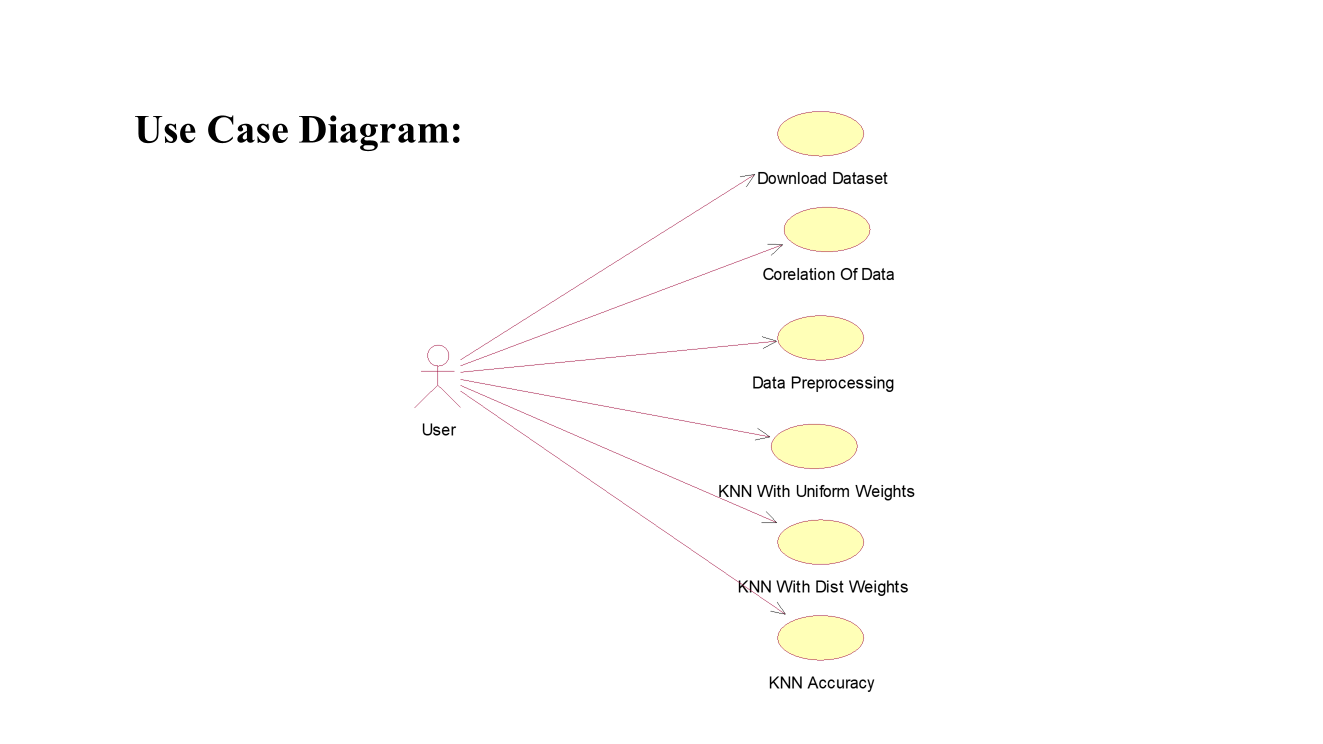 Use Case Diagram:
Download Dataset
Corelation Of Data
Data Preprocessing
User
KNN With Uniform Weights
KNN With Dist Weights
KNN Accuracy